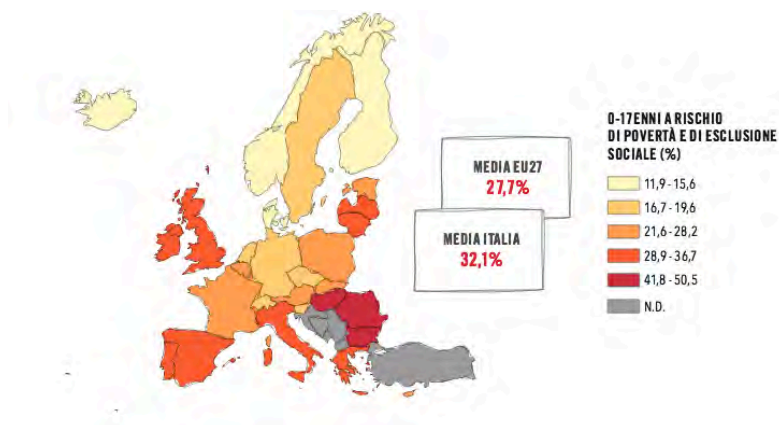 MEDIA EU27
27,7%
MEDIA ITALIA
32,1%
0-17ENNI A RISCHIO
DI POVERTÀ E DI ESCLUSIONE
SOCIALE (%)
11,9 - 15,6
16,7 - 19,6
21,6 - 28,2
28,9 - 36,7
41,8 - 50,5
N.D.